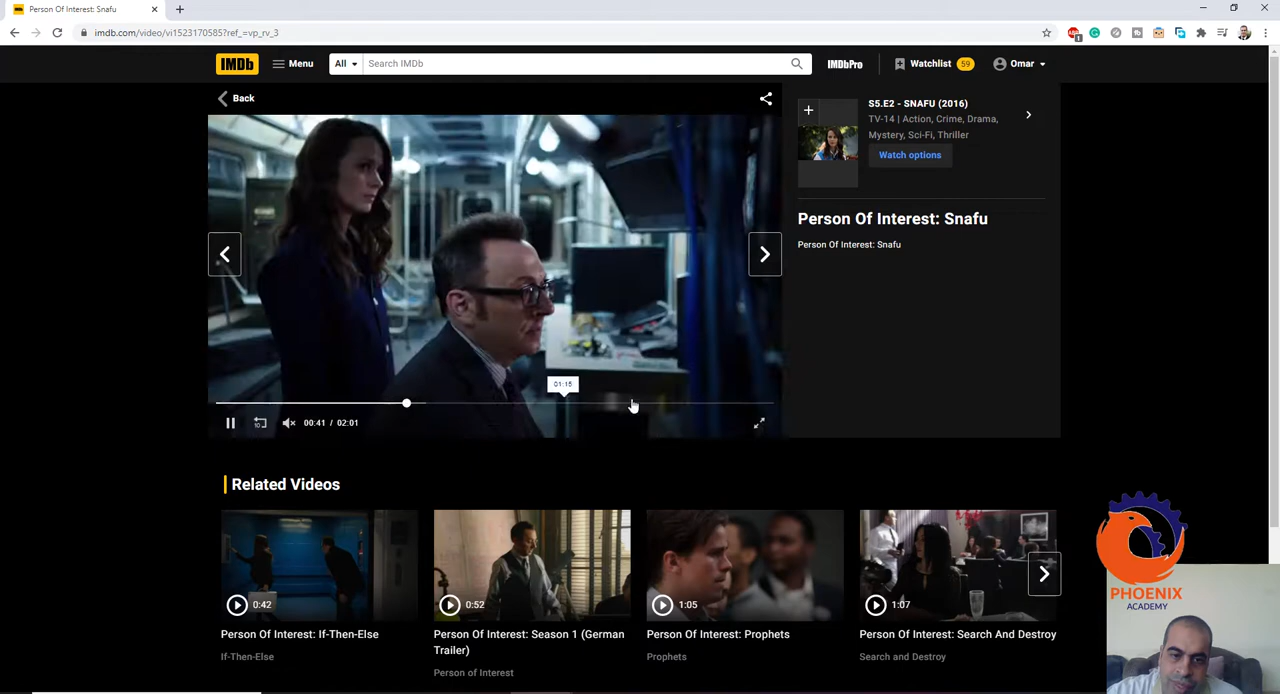 Person Of Interest: Snafu
imdb.com/video/vi1523170585?ref_=vp_rv_3
IMDb
Menu
All
Search IMDb
IMDbPro
Watchlist 59
Omar
Back
S5.E2 - SNAFU (2016)
TV-14 | Action, Crime, Drama,
Mystery, Sci-Fi, Thriller
Watch options
Person Of Interest: Snafu
Person Of Interest: Snafu
01:15
00:41 / 02:01
Related Videos
0:42
0:52
1:05
1:07
Person Of Interest: If-Then-Else
If-Then-Else
Person Of Interest: Season 1 (German
Trailer)
Person of Interest
Person Of Interest: Prophets
Prophets
Person Of Interest: Search And Destroy
Search and Destroy
PHOENIX
ACADEMY